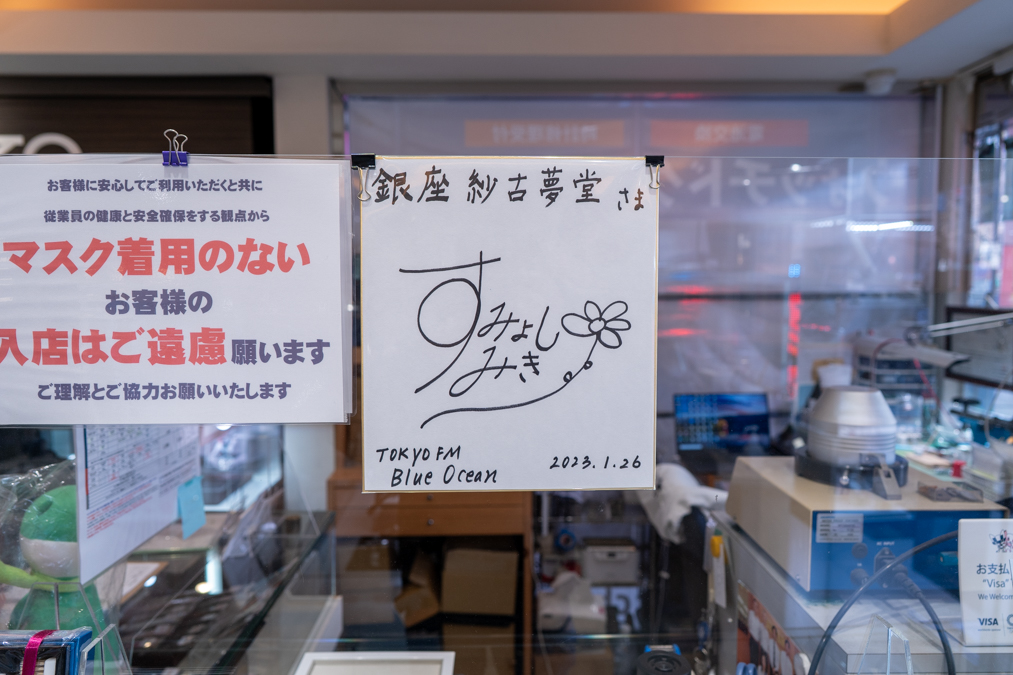 お客様に安心してご利用いただくと共に
従業員の健康と安全確保をする観点から
マスク着用のない
お客様の
入店はご遠慮願います
ご理解とご協力お願いいたします
銀座 紗古夢堂 さま
すみよし
みき
TOKYO FM
Blue Ocean
2023.1.26
お支払
"Visa"
We Welcom
VISA